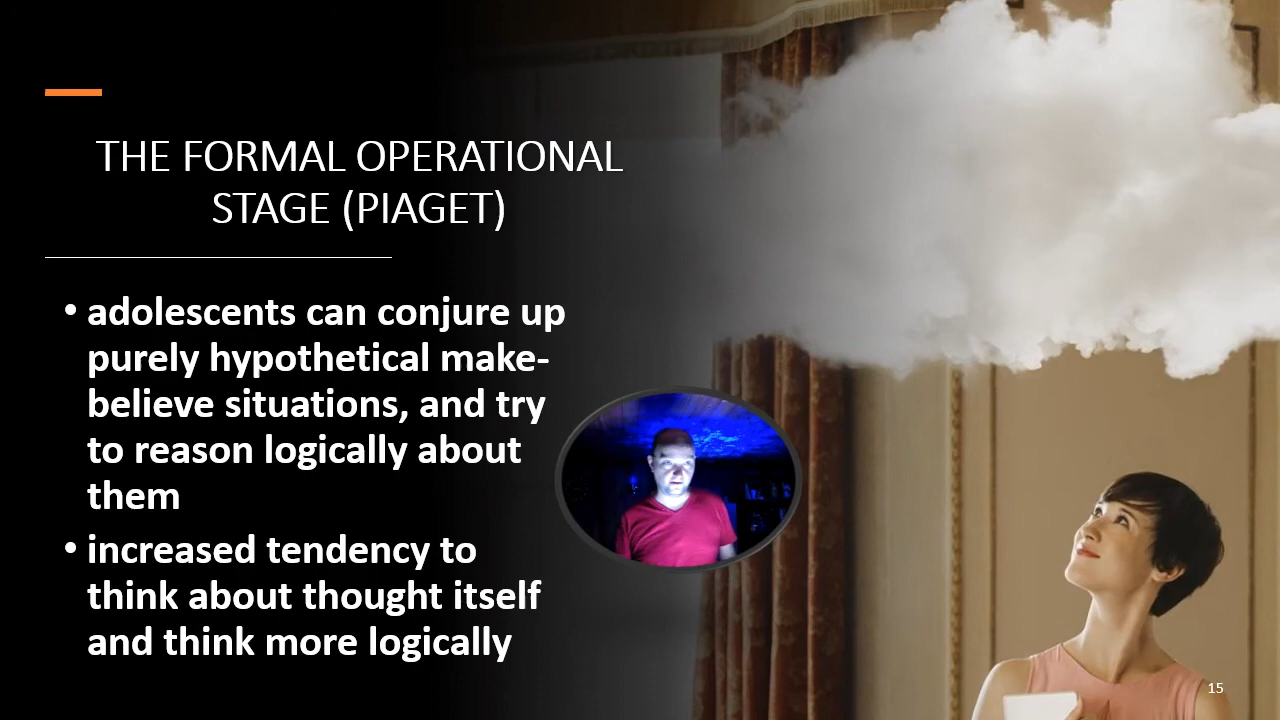 THE FORMAL OPERATIONAL
STAGE (PIAGET)
• adolescents can conjure up
purely hypothetical make-
believe situations, and try
to reason logically about
them
• increased tendency to
think about thought itself
and think more logically
15